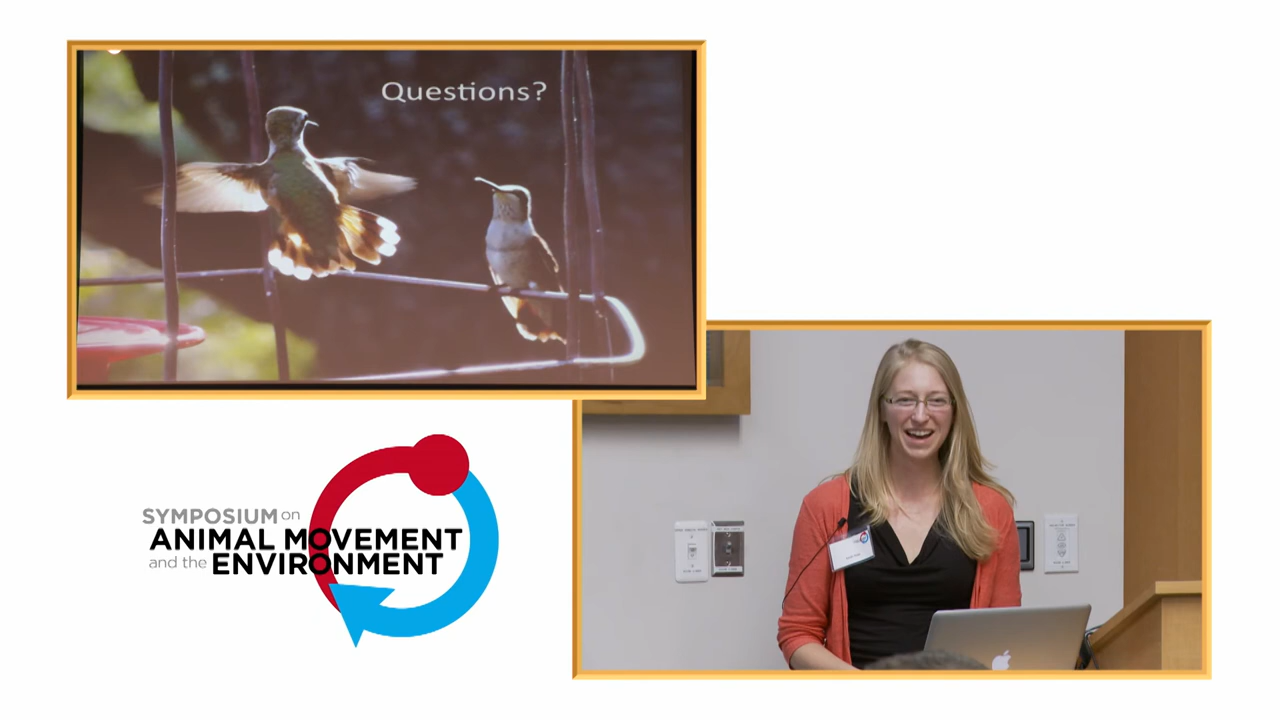 Questions?
SYMPOSIUM on
ANIMAL MOVEMENT
and the ENVIRONMENT